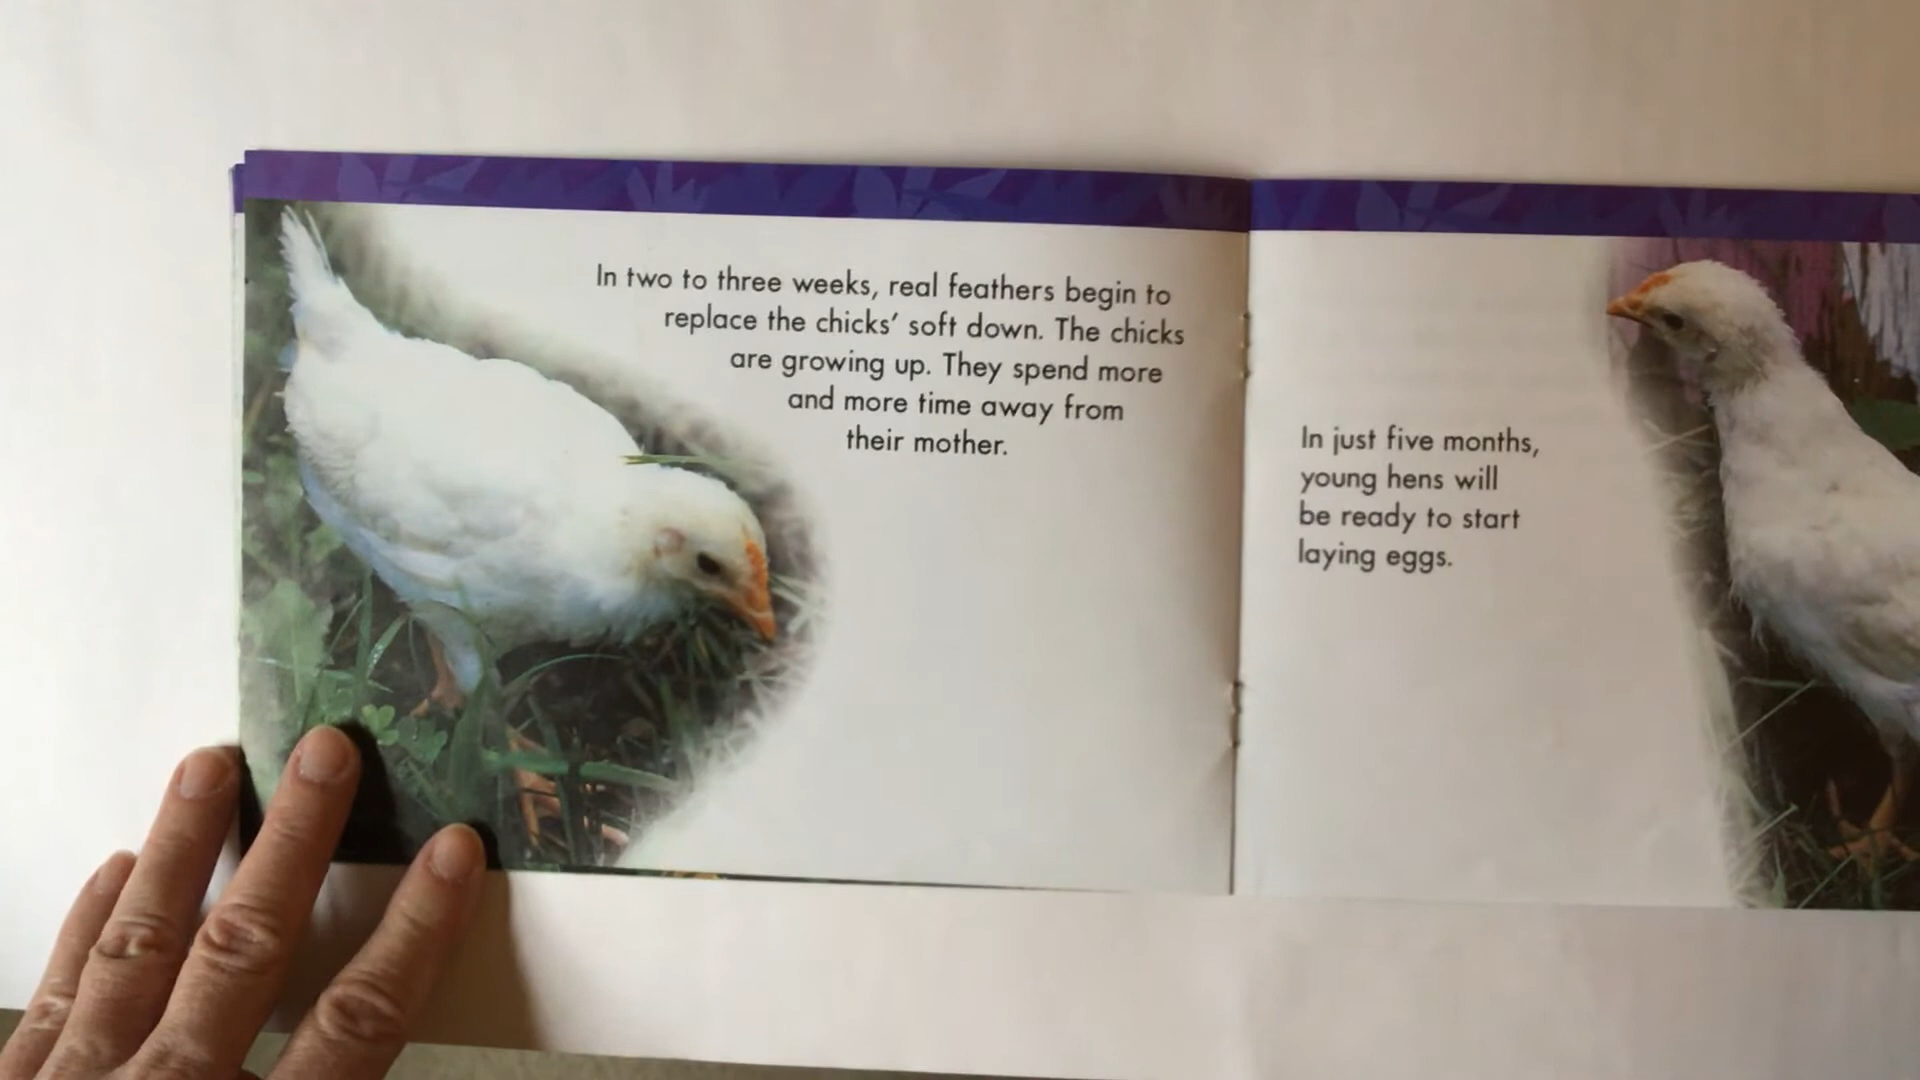 In two to three weeks, real feathers begin to
replace the chicks’ soft down. The chicks
are growing up. They spend more
and more time away from
their mother.
In just five months,
young hens will
be ready to start
laying eggs.